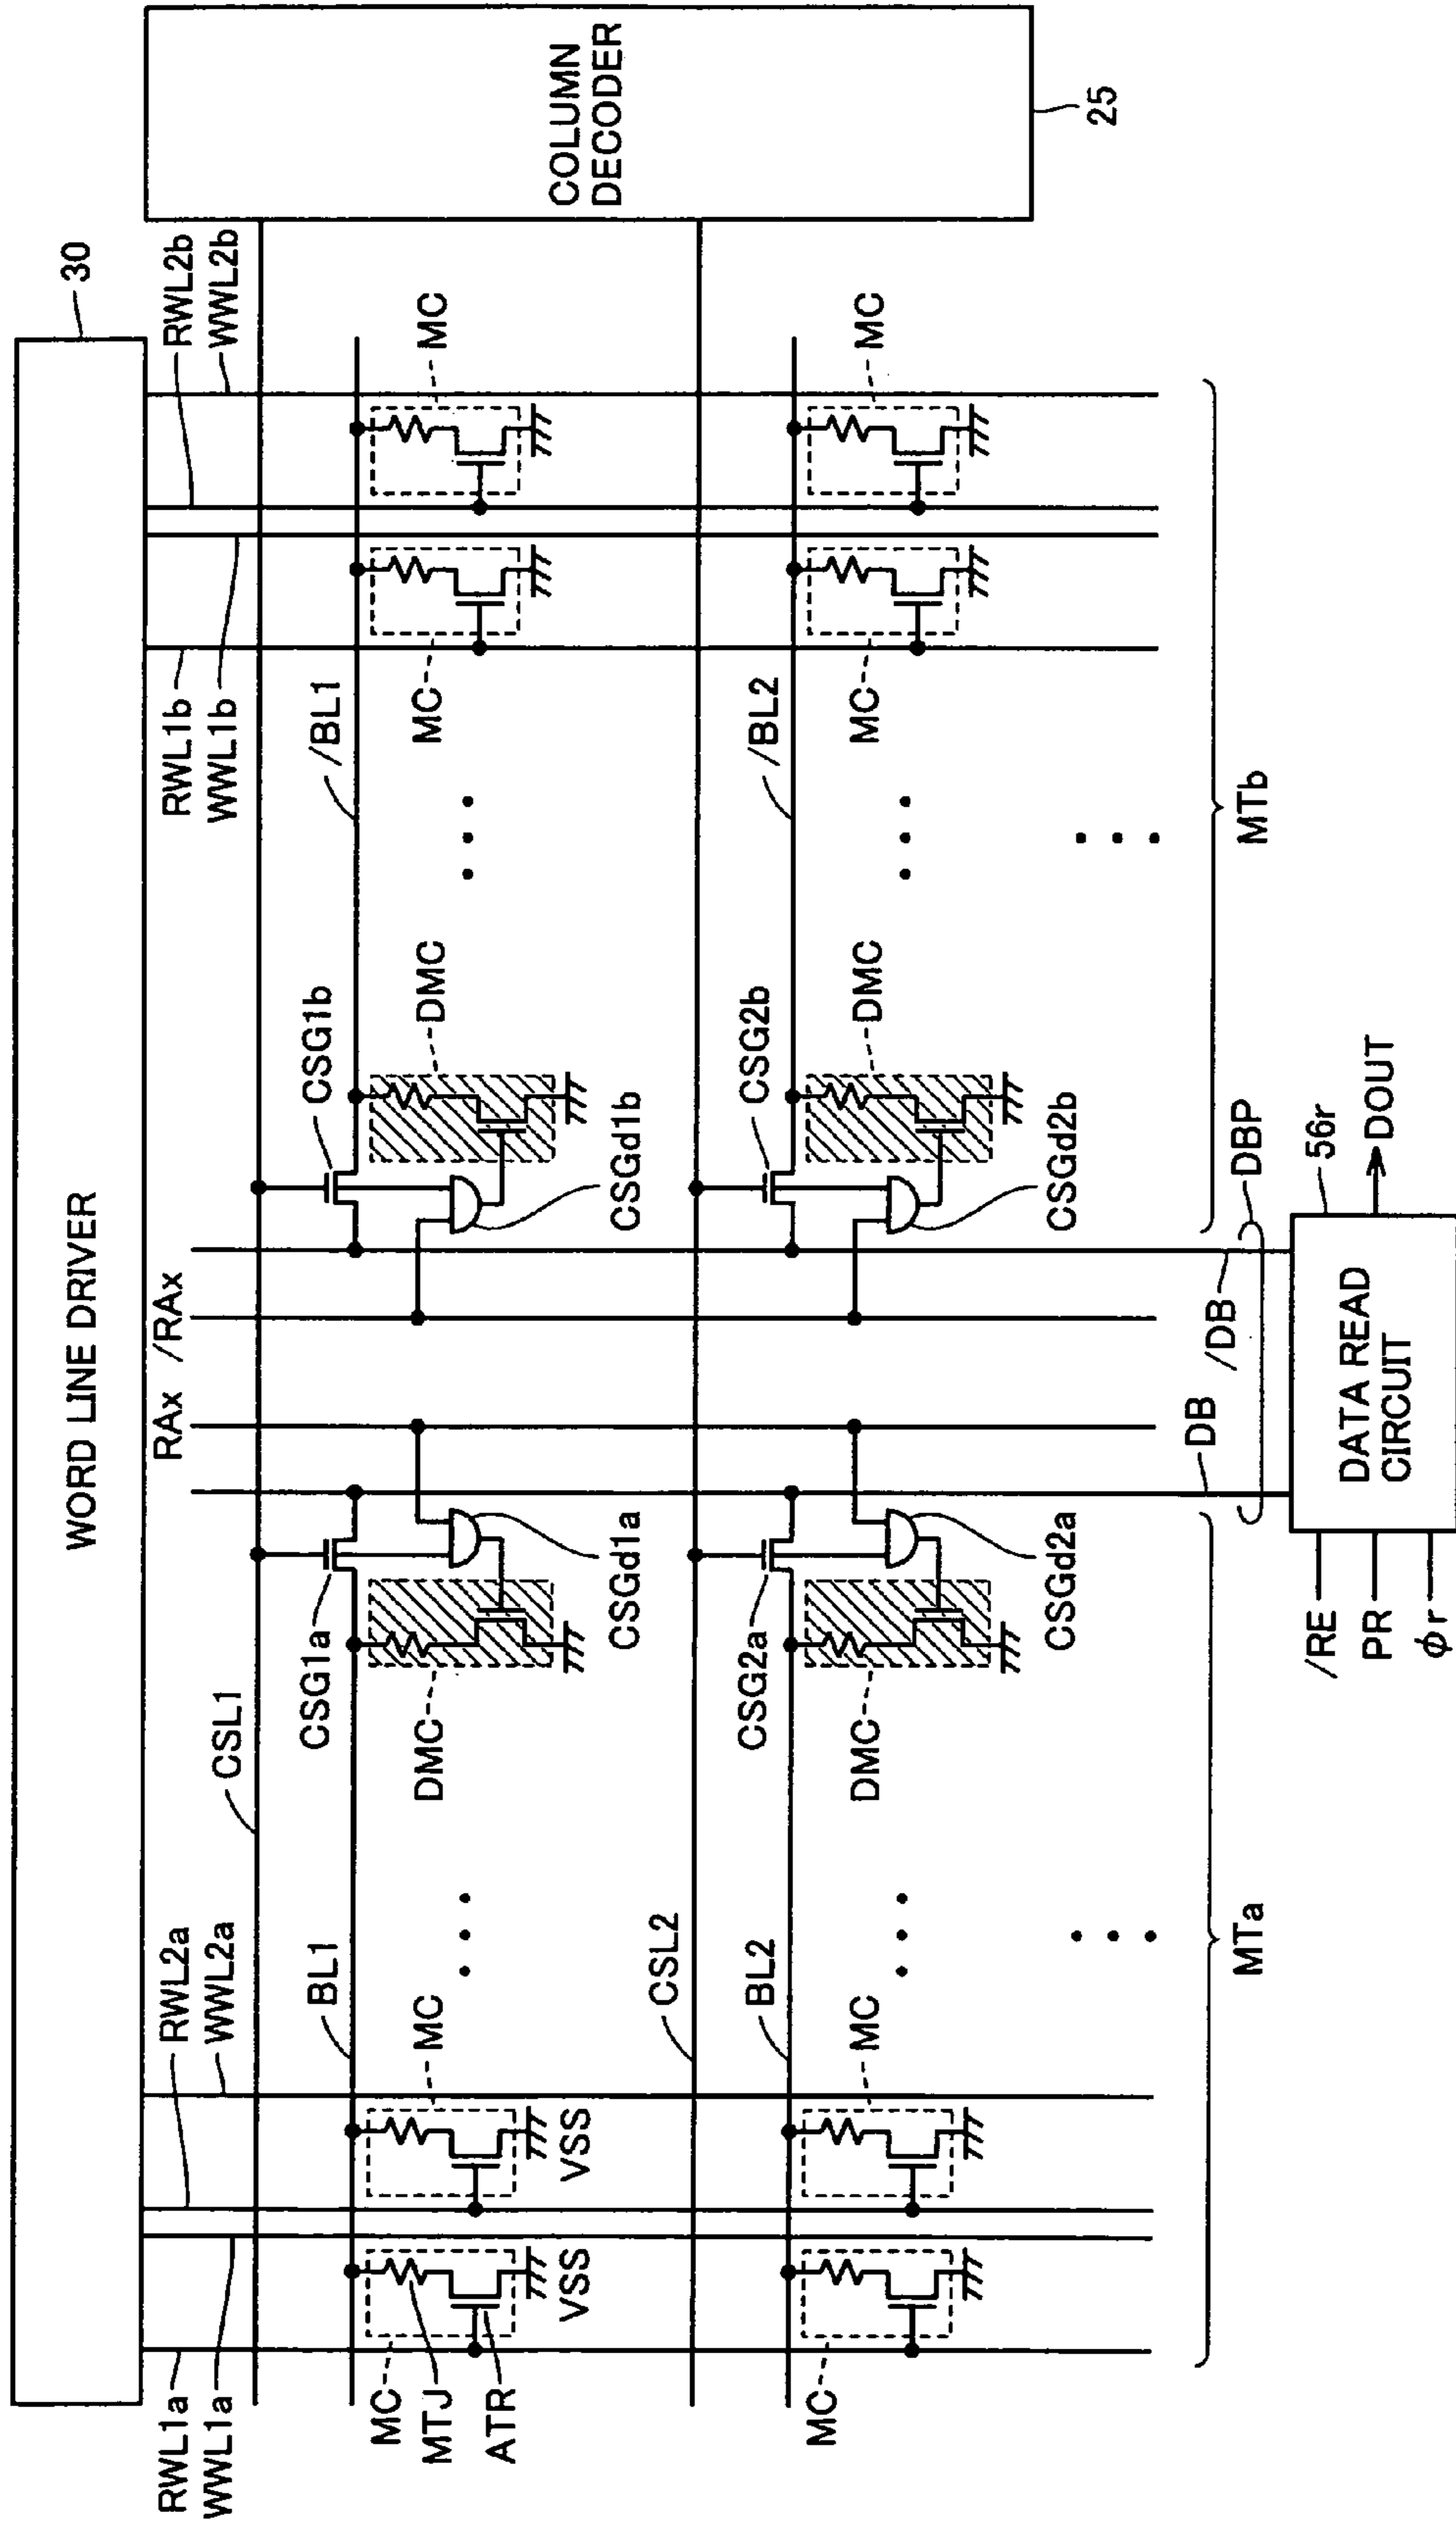 WORD LINE DRIVER
30
RWL1a
WWL1a
RWL2a
WWL2a
RAx
/RAx
RWL1b
WWL1b
RWL2b
WWL2b
CSL1
BL1
CSG1a
CSG1b
/BL1
MC
MTJ
ATR
VSS
MC
VSS
DMC
CSGd1a
CSGd1b
DMC
MC
MC
COLUMN
DECODER
25
CSL2
BL2
CSG2a
CSG2b
/BL2
MC
MC
DMC
CSGd2a
CSGd2b
DMC
MC
MC
MTa
DB
/DB
DBP
MTb
/RE
PR
φr
DATA READ
CIRCUIT
56r
DOUT